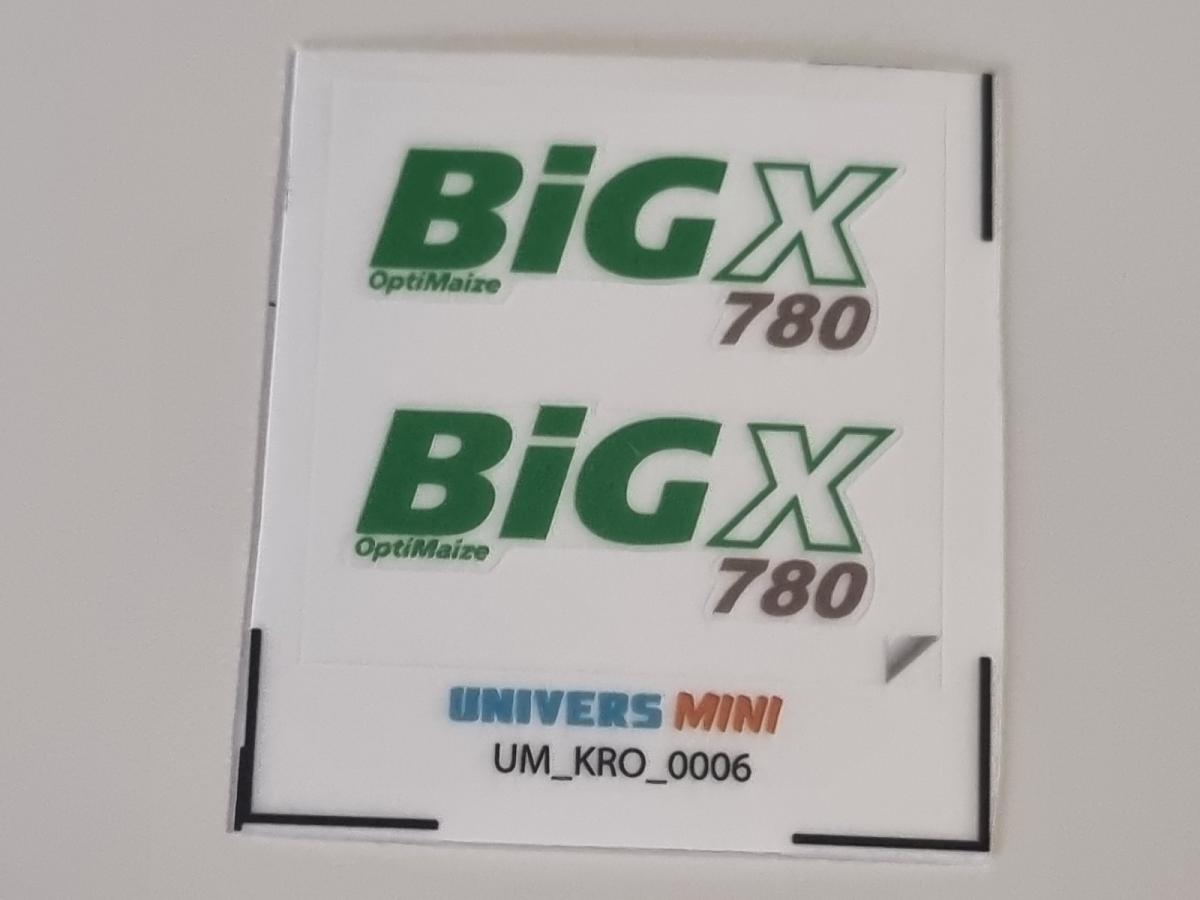 BiG X
OptiMaize
780
BiG X
OptiMaize
780
UNIVERS MINI
UM_KRO_0006